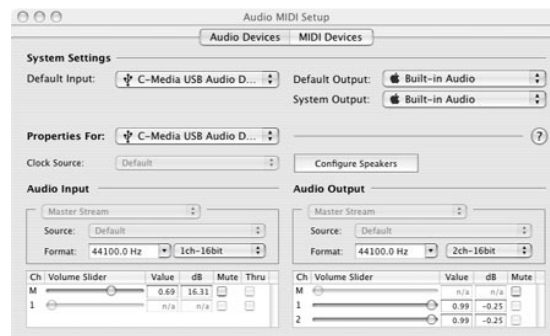 Audio MIDI Setup
Audio Devices MIDI Devices
System Settings
Default Input: C-Media USB Audio D... Default Output: Built-in Audio
System Output: Built-in Audio
Properties For: C-Media USB Audio D... ?
Clock Source: Default Configure Speakers
Audio Input Audio Output
Master Stream Master Stream
Source: Default Source: Default
Format: 44100.0 Hz 1ch-16bit Format: 44100.0 Hz 2ch-16bit
Ch Volume Slider Value dB Mute Thru Ch Volume Slider Value dB Mute
M 0.69 16.31 M n/a n/a
1 n/a n/a 1 0.99 -0.25
2 0.99 -0.25